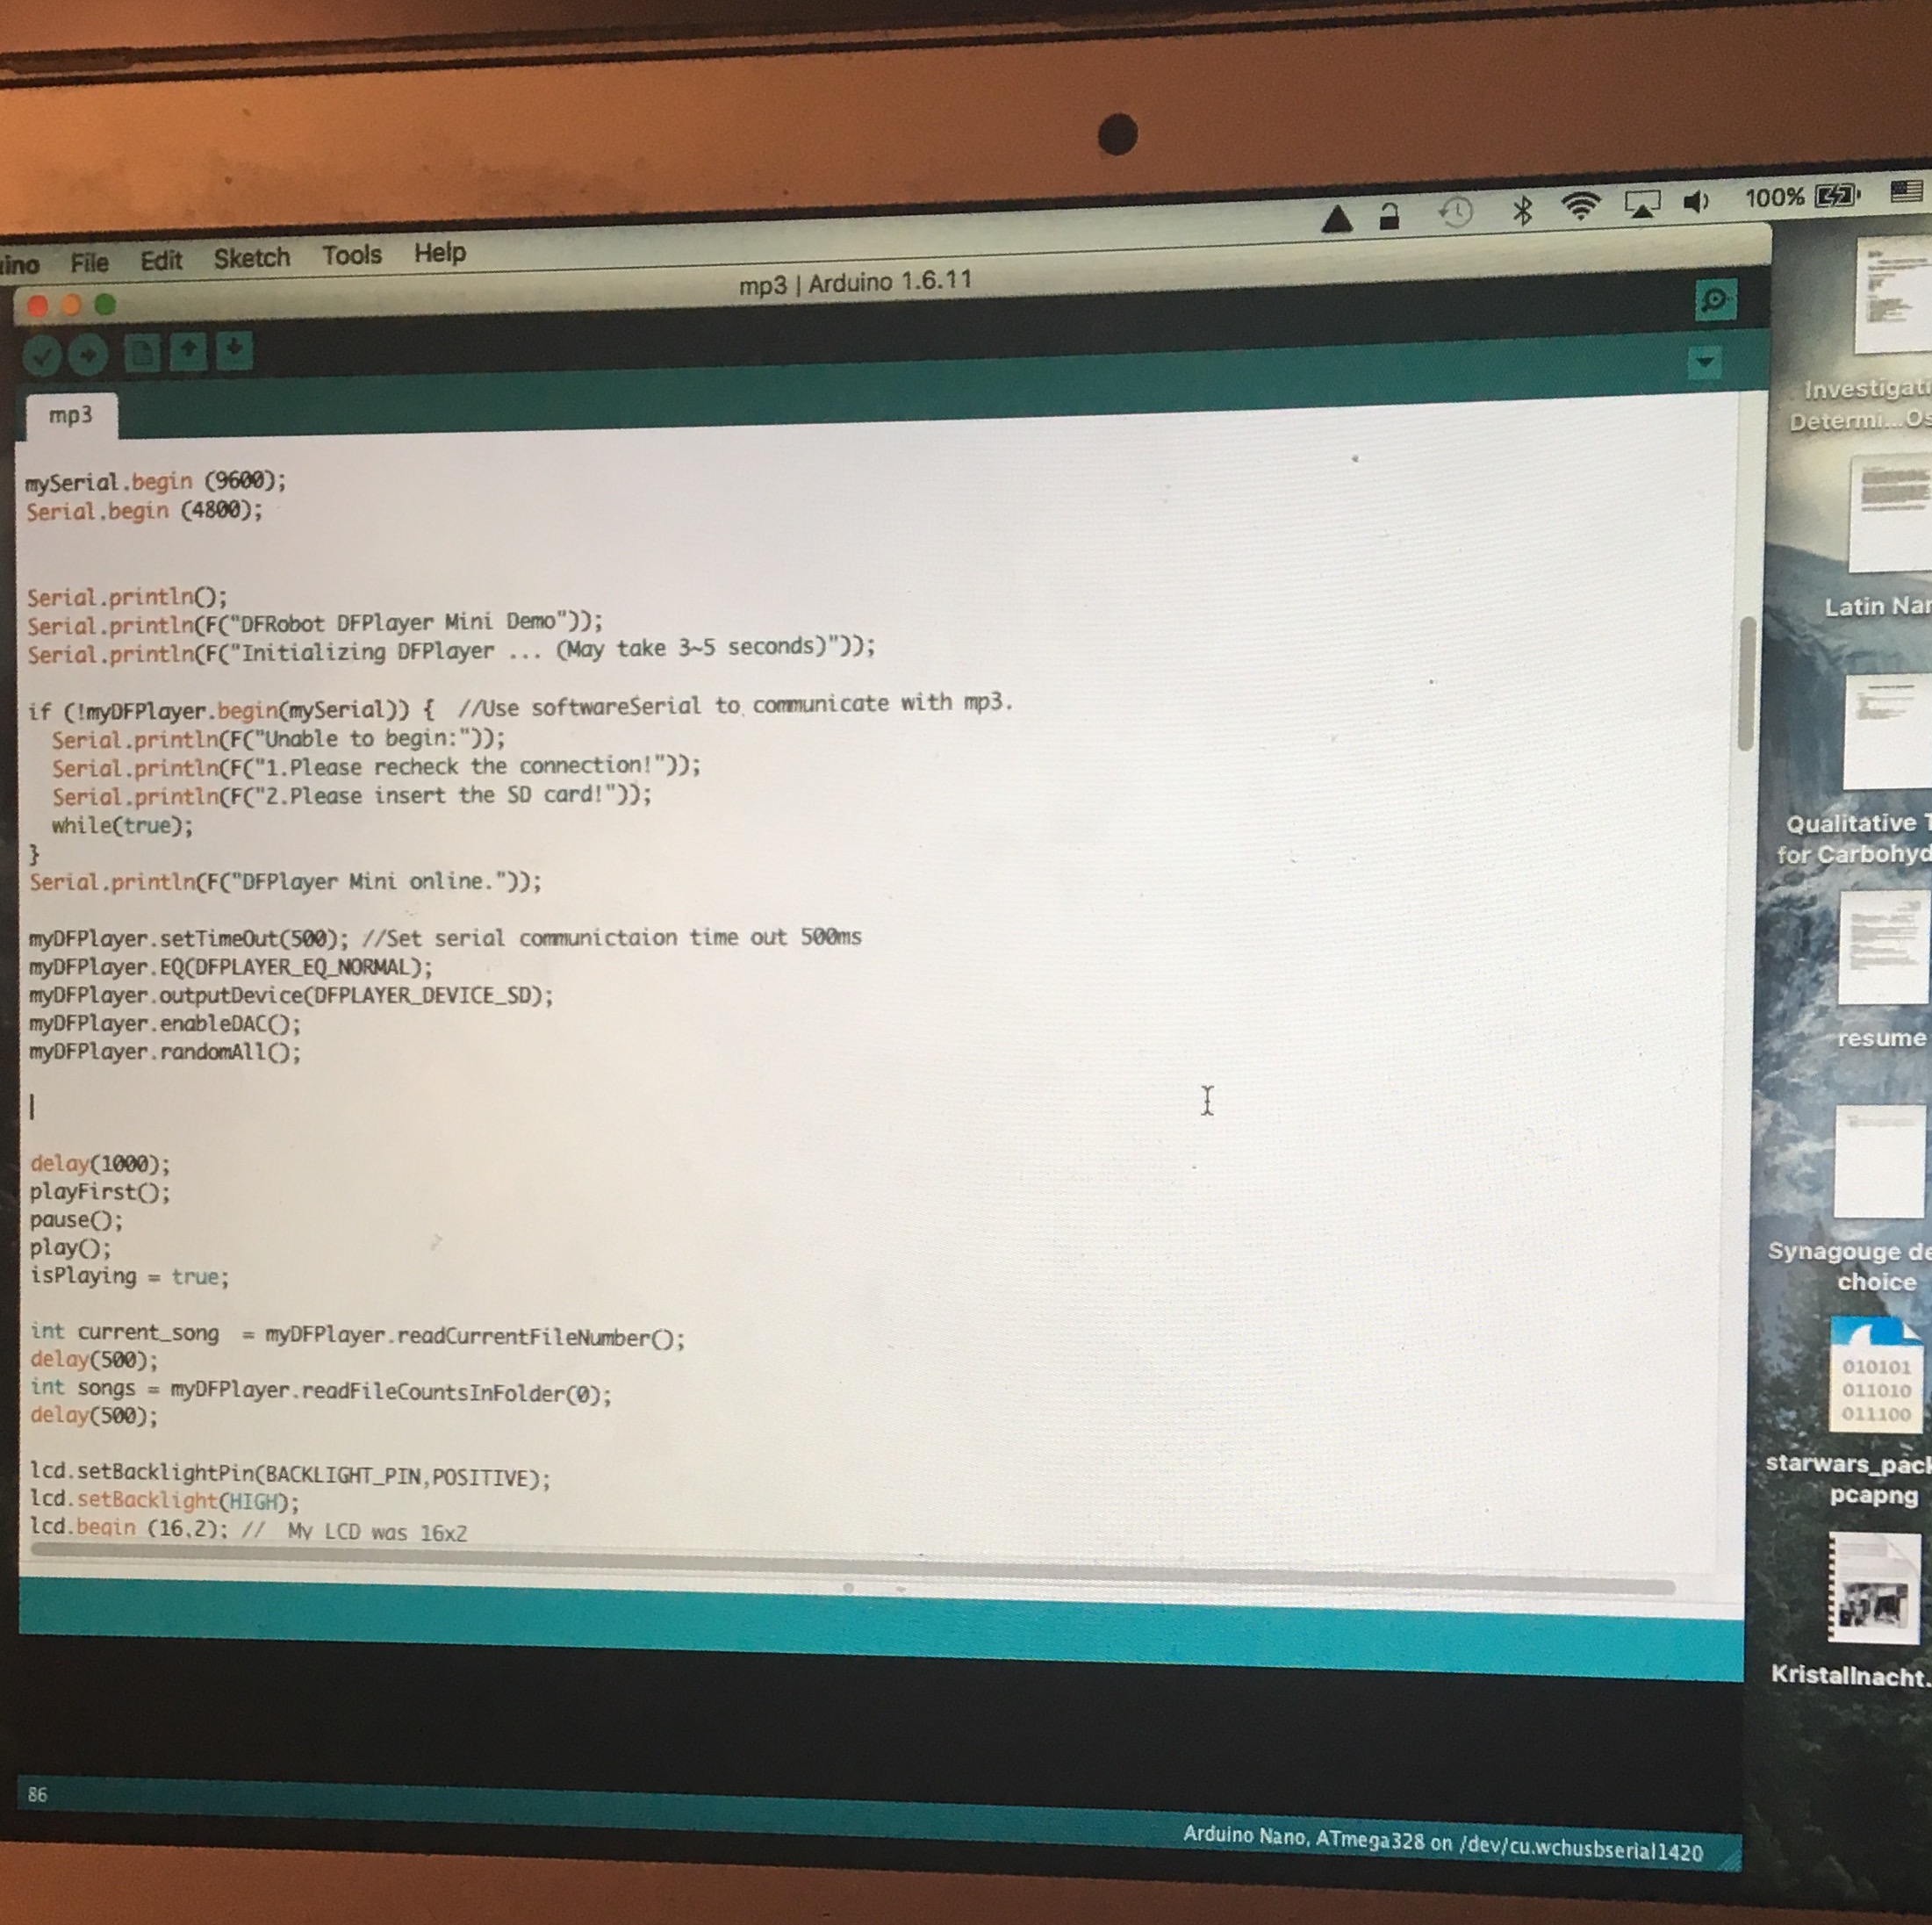 File Edit Sketch Tools Help
100%
mp3 | Arduino 1.6.11
mp3
mySerial.begin (9600);
Serial.begin (4800);
Serial.println();
Serial.println(F("DFRobot DFPlayer Mini Demo"));
Serial.println(F("Initializing DFPlayer ... (May take 3~5 seconds)"));
if (!myDFPlayer.begin(mySerial)) {  //Use softwareSerial to communicate with mp3.
Serial.println(F("Unable to begin:"));
Serial.println(F("1.Please recheck the connection!"));
Serial.println(F("2.Please insert the SD card!"));
while(true);
}
Serial.println(F("DFPlayer Mini online."));
myDFPlayer.setTimeOut(500); //Set serial communictaion time out 500ms
myDFPlayer.EQ(DFPLAYER_EQ_NORMAL);
myDFPlayer.outputDevice(DFPLAYER_DEVICE_SD);
myDFPlayer.enableDAC();
myDFPlayer.randomAll();
delay(1000);
playFirst();
pause();
play();
isPlaying = true;
int current_song  = myDFPlayer.readCurrentFileNumber();
delay(500);
int songs = myDFPlayer.readFileCountsInFolder(0);
delay(500);
lcd.setBacklightPin(BACKLIGHT_PIN,POSITIVE);
lcd.setBacklight(HIGH);
lcd.begin (16,2); //  My LCD was 16x2
86
Arduino Nano, ATmega328 on /dev/cu.wchusbserial1420
Investigati
Determi...Os
Latin Nar
Qualitative T
for Carbohyd
resume
Synagouge de
choice
010101
011010
011100
starwars_pack
pcapng
Kristallnacht.